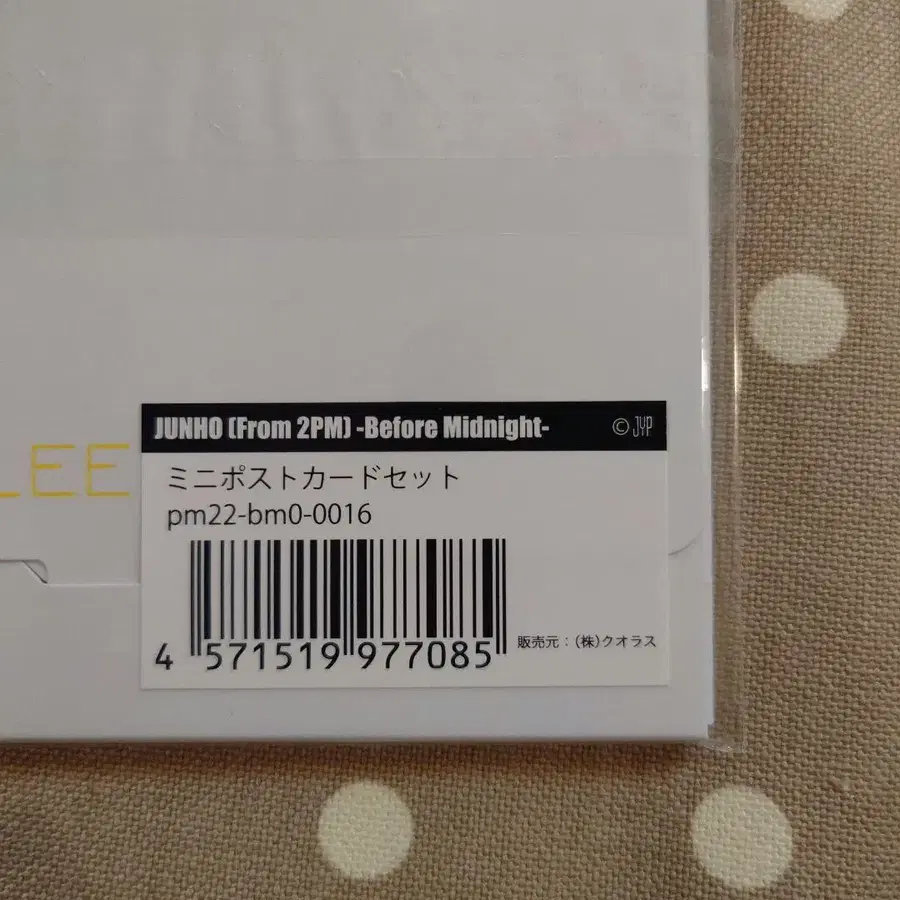 JUNHO (From 2PM) -Before Midnight- © JYP
LEE
ミニポストカードセット
pm22-bm0-0016
4 571519 977085
販売元：(株)クオラス